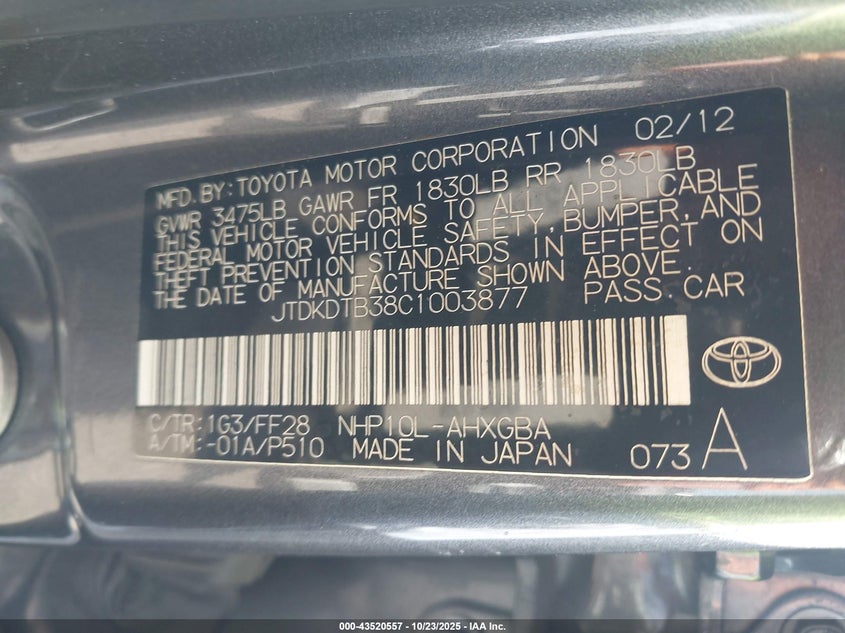 MFD. BY: TOYOTA MOTOR CORPORATION 02/12
GVWR 3475LB GAWR FR 1830LB RR 1830LB
THIS VEHICLE CONFORMS TO ALL APPLICABLE
FEDERAL MOTOR VEHICLE SAFETY, BUMPER, AND
THEFT PREVENTION STANDARDS IN EFFECT ON
THE DATE OF MANUFACTURE SHOWN ABOVE.
JTDKDTB38C1003877 PASS. CAR
C/TR: 1G3/FF28 NHP10L-AHXGBA
A/TM: -01A/P510 MADE IN JAPAN 073 A
000-43520557 - 10/23/2025 - IAA Inc.